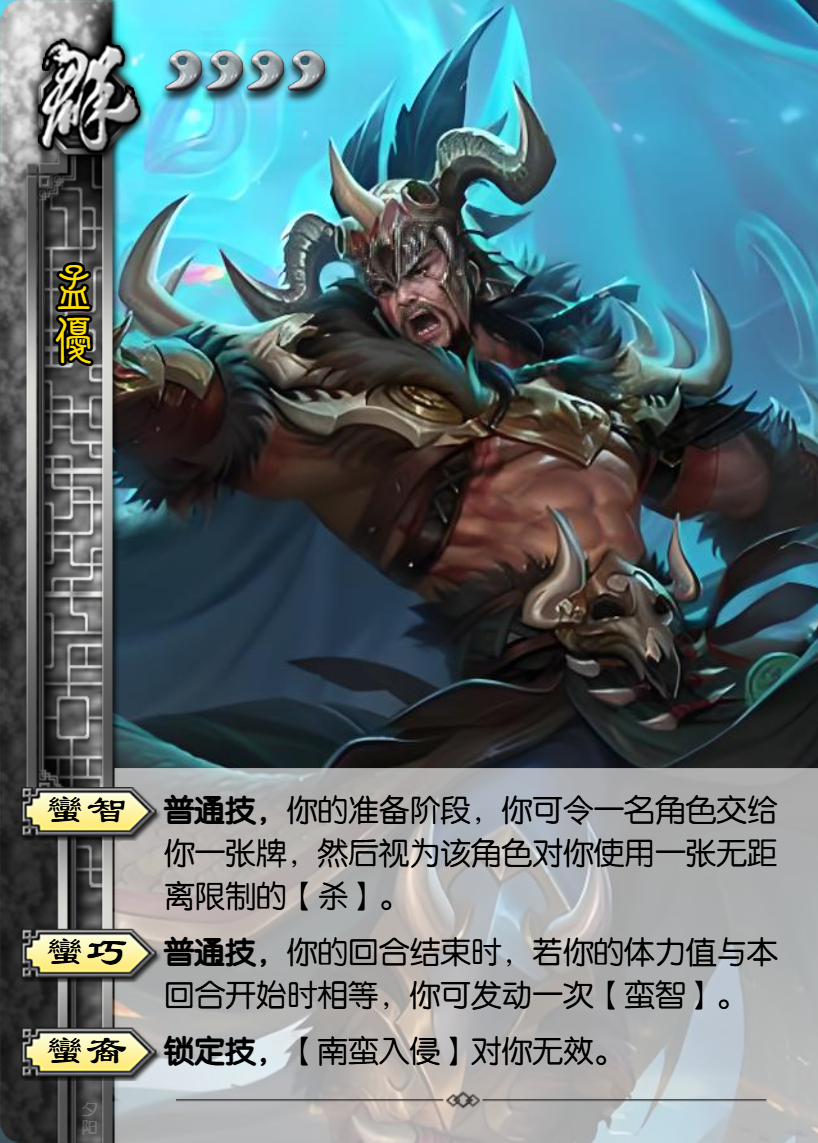 群
孟優
蠻智
普通技，你的准备阶段，你可令一名角色交给
你一张牌，然后视为该角色对你使用一张无距
离限制的【杀】。
蠻巧
普通技，你的回合结束时，若你的体力值与本
回合开始时相等，你可发动一次【蛮智】。
蠻裔
锁定技，【南蛮入侵】对你无效。
夕阳